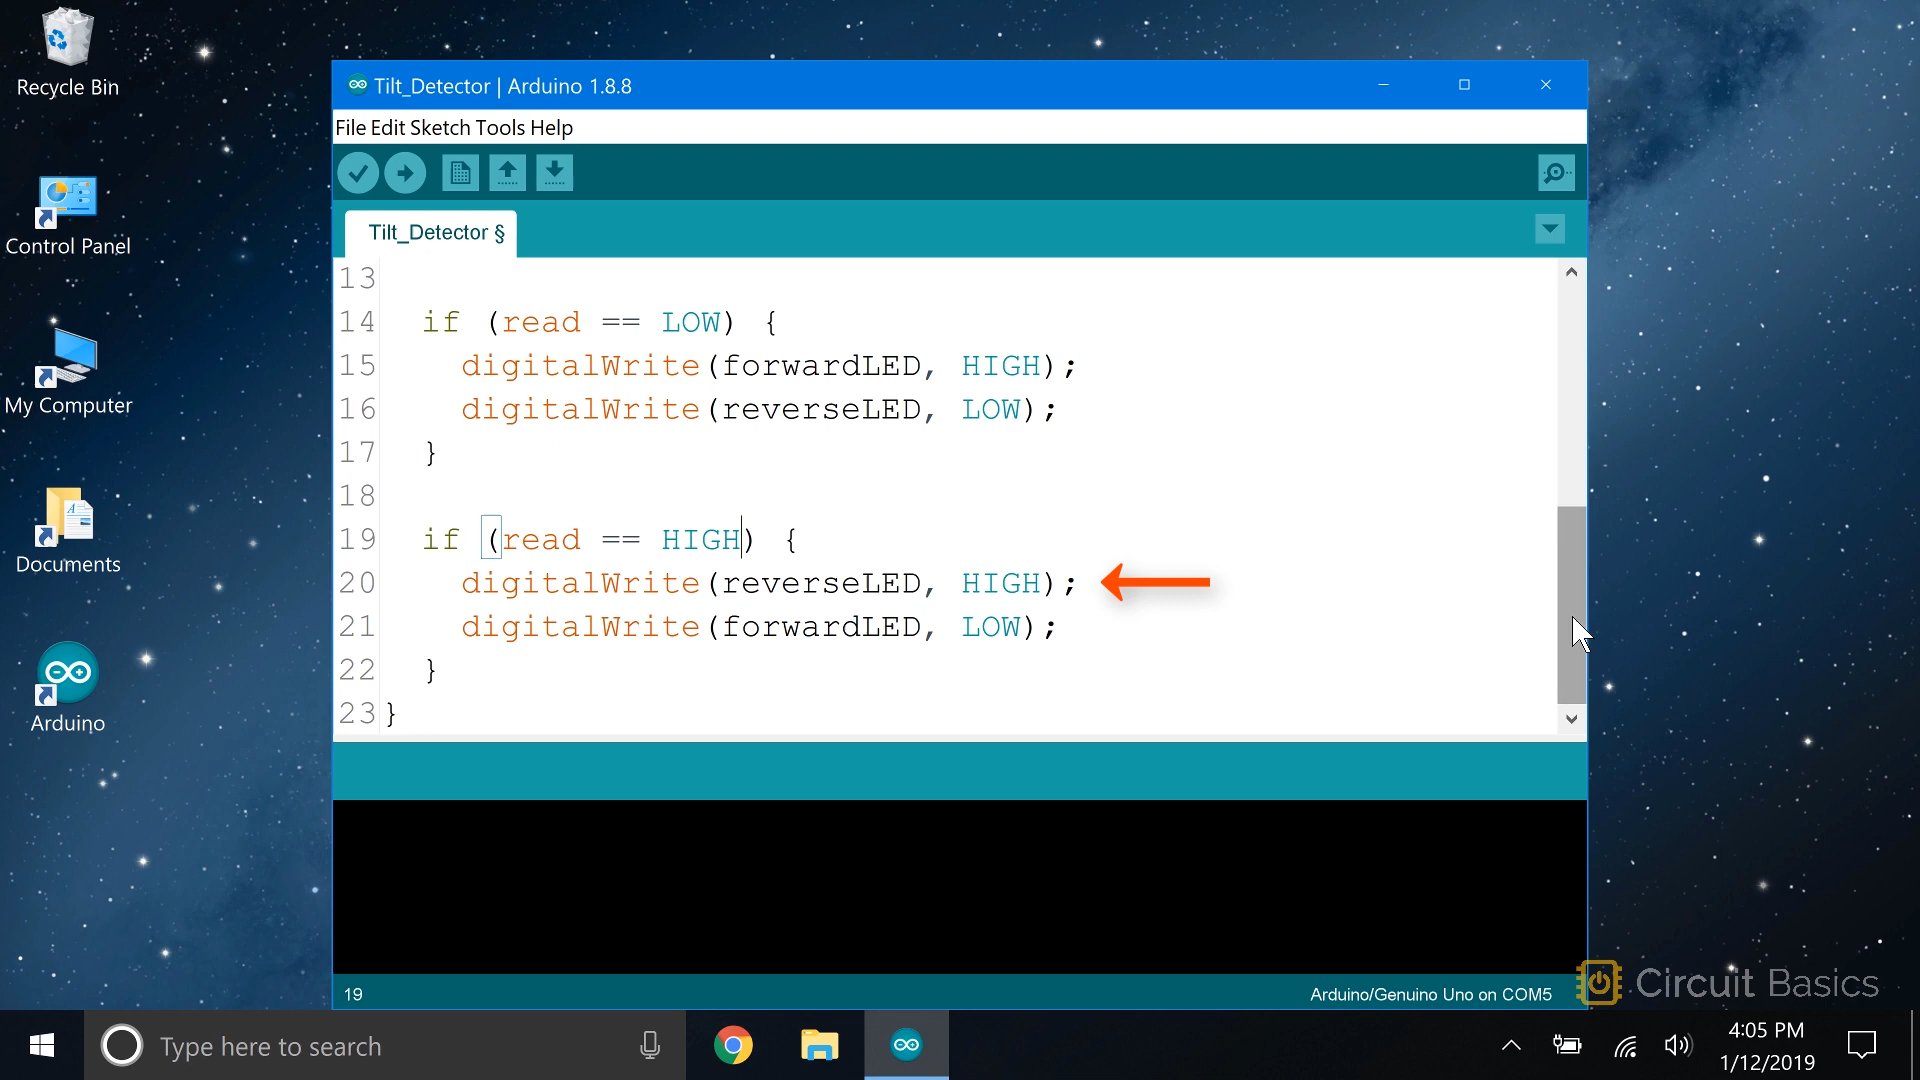 Recycle Bin
Control Panel
My Computer
Documents
Arduino
Tilt_Detector | Arduino 1.8.8
File Edit Sketch Tools Help
Tilt_Detector §
13
14 if (read == LOW) {
15 digitalWrite(forwardLED, HIGH);
16 digitalWrite(reverseLED, LOW);
17 }
18
19 if (read == HIGH) {
20 digitalWrite(reverseLED, HIGH);
21 digitalWrite(forwardLED, LOW);
22 }
23 }
19
Arduino/Genuino Uno on COM5
Circuit Basics
Type here to search
4:05 PM
1/12/2019